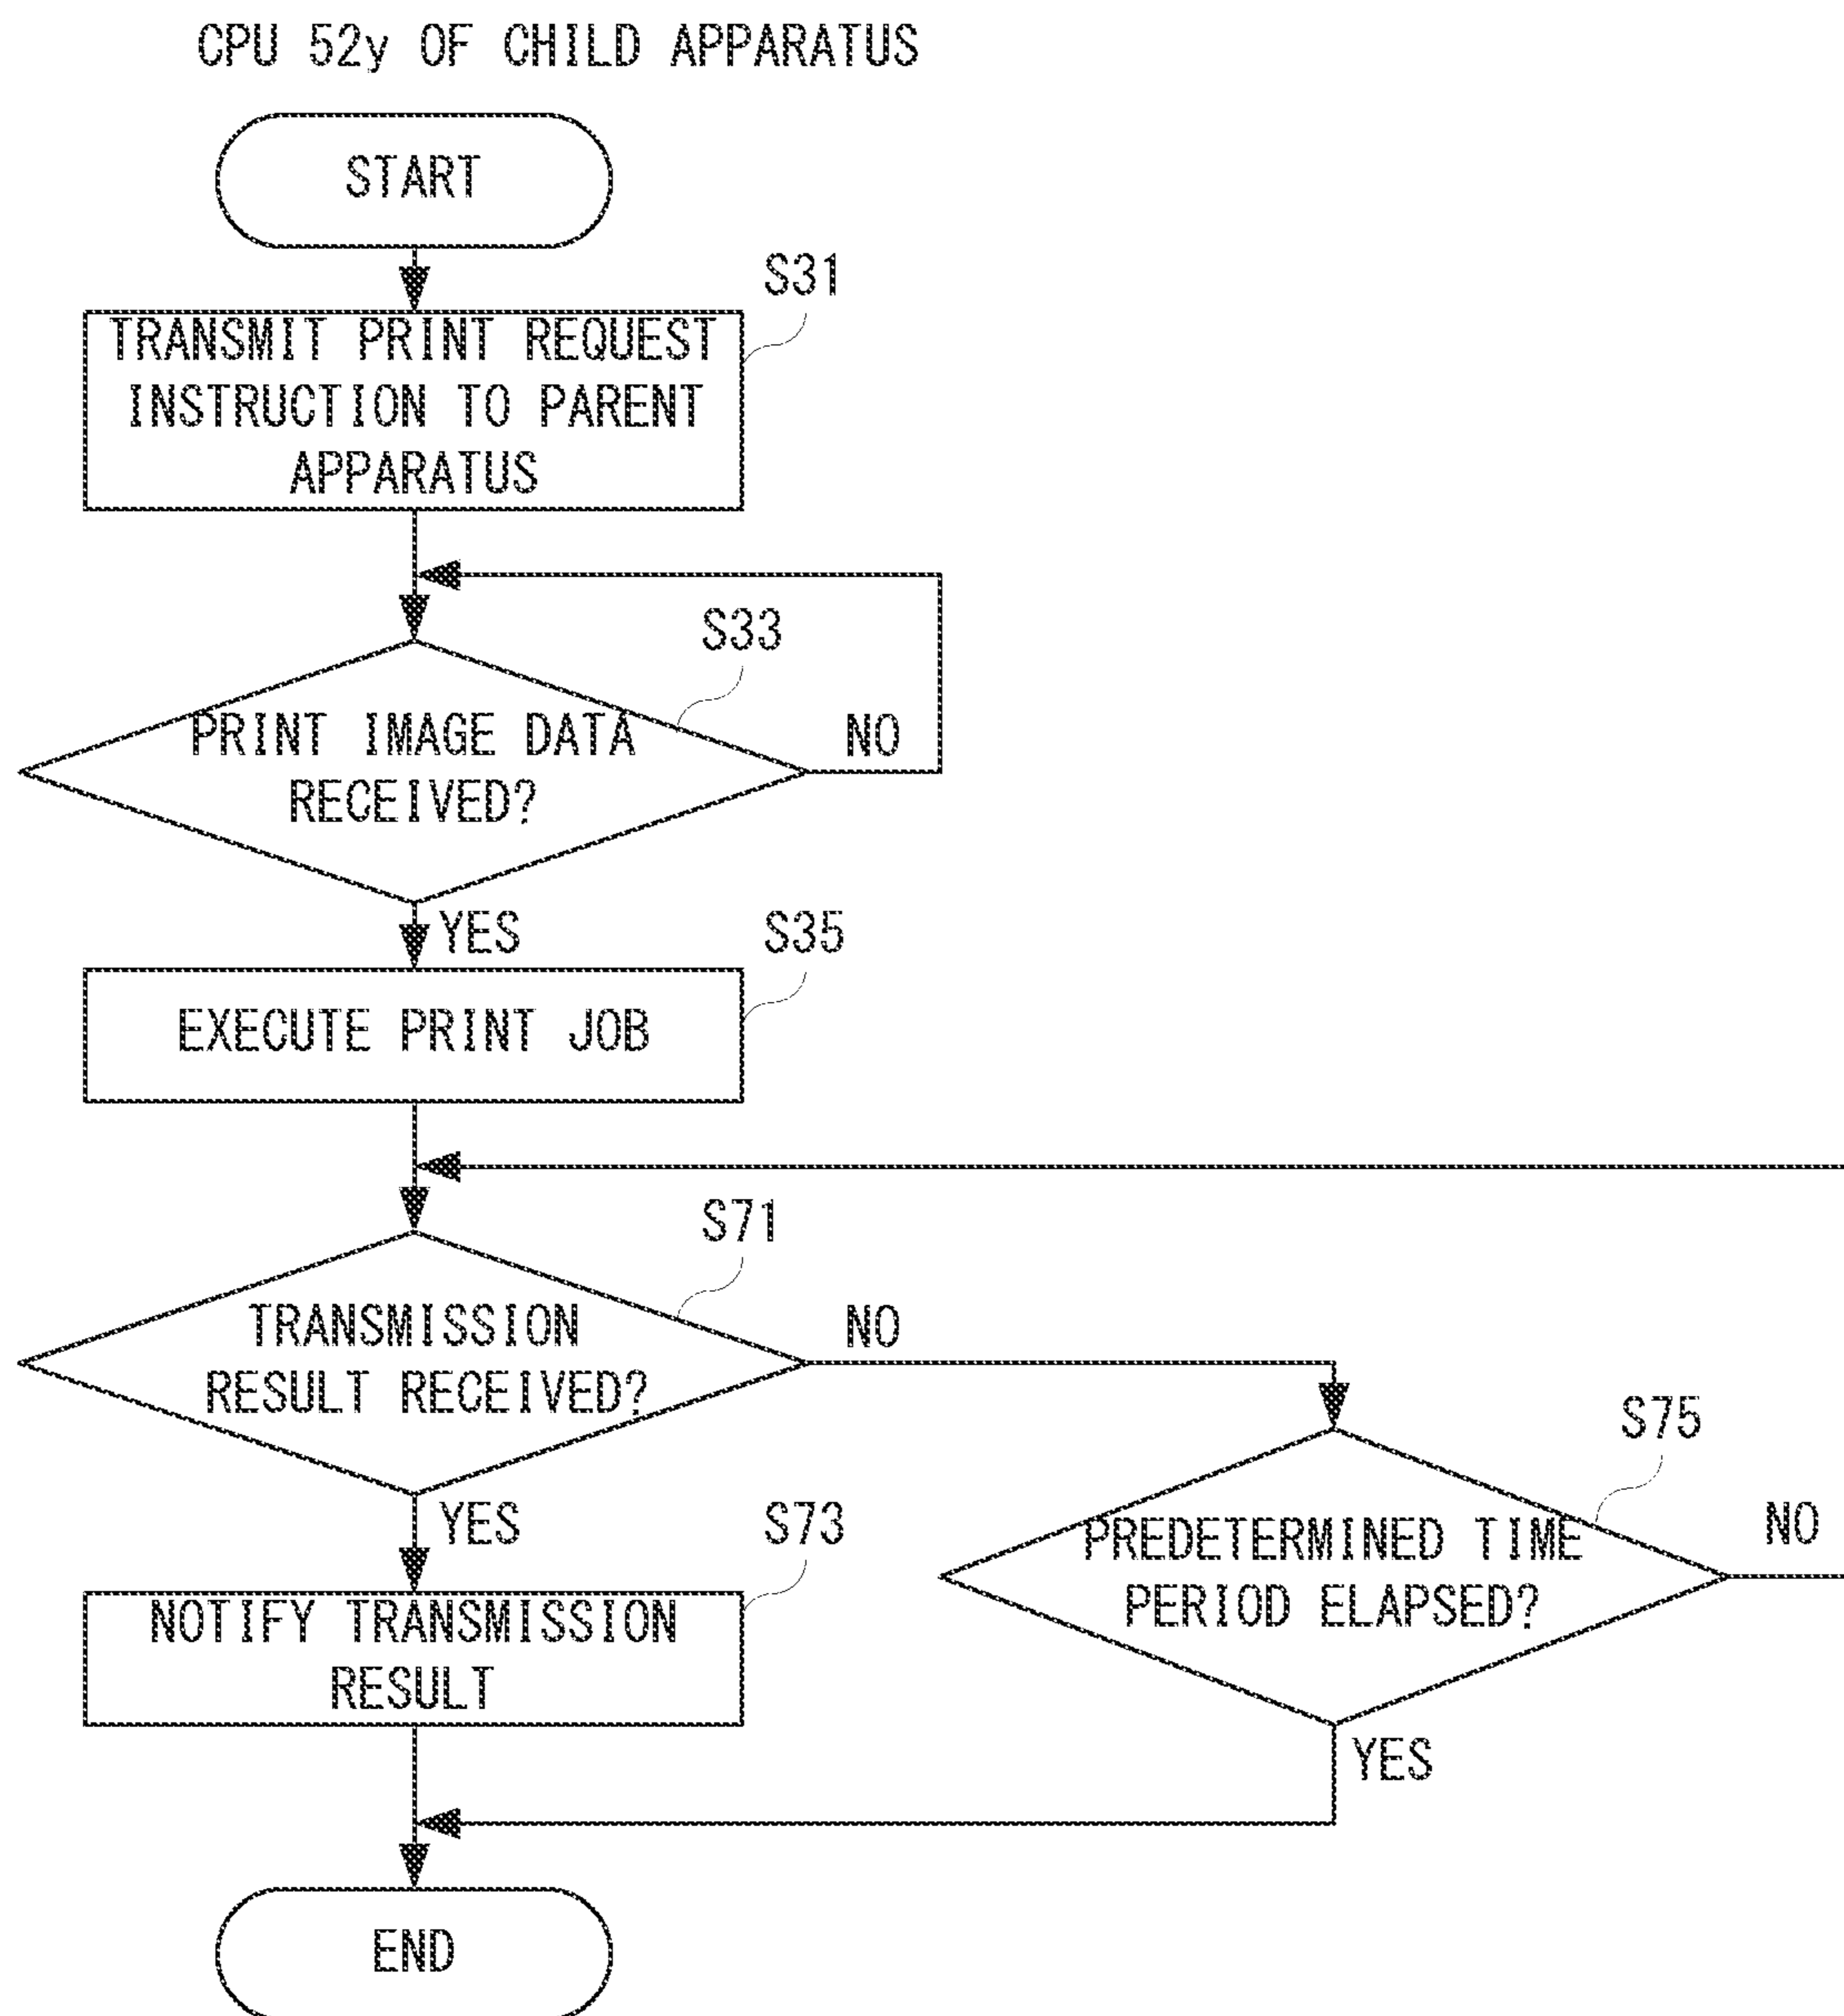 CPU 52y OF CHILD APPARATUS
START
S31
TRANSMIT PRINT REQUEST
INSTRUCTION TO PARENT
APPARATUS
S33
PRINT IMAGE DATA
RECEIVED?
NO
YES
S35
EXECUTE PRINT JOB
S71
TRANSMISSION
RESULT RECEIVED?
NO
S75
PREDETERMINED TIME
PERIOD ELAPSED?
NO
YES
S73
NOTIFY TRANSMISSION
RESULT
YES
END